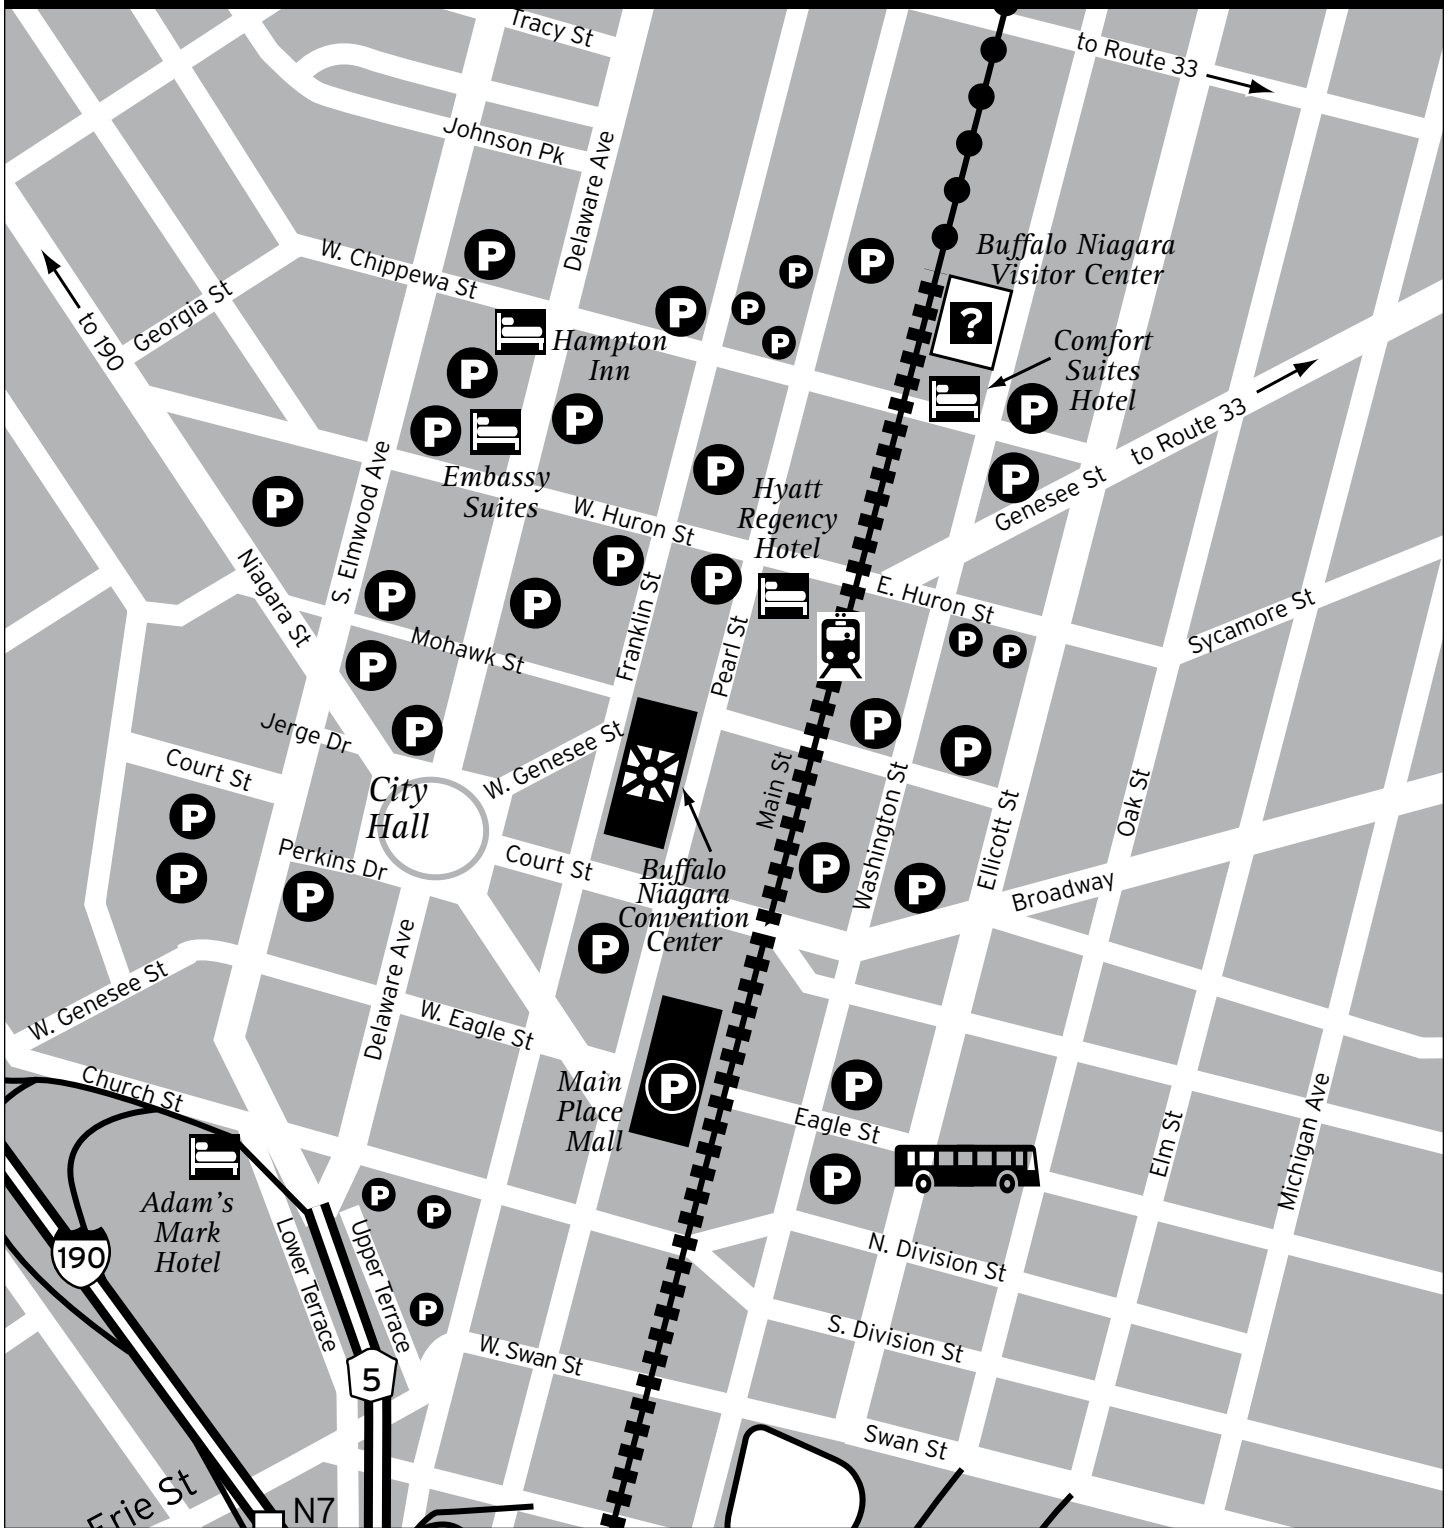 Tracy St
to Route 33
Johnson Pk
Delaware Ave
W. Chippewa St
P
P
P
P
P
P
Buffalo Niagara
Visitor Center
?
Georgia St
to 190
Hampton
Inn
Comfort
Suites
Hotel
P
P
P
P
P
Embassy
Suites
to Route 33
Genesee St
P
P
P
Hyatt
Regency
Hotel
W. Huron St
S. Elmwood Ave
Niagara St
P
P
P
P
E. Huron St
Sycamore St
Franklin St
Pearl St
Mohawk St
P
P
P
P
P
P
Jerge Dr
Court St
W. Genesee St
City
Hall
Main St
Washington St
Ellicott St
Oak St
P
P
P
Perkins Dr
Court St
P
P
P
Buffalo
Niagara
Convention
Center
Broadway
P
W. Genesee St
Delaware Ave
W. Eagle St
Church St
Main
Place
Mall
P
P
Eagle St
P
Elm St
Michigan Ave
Adam's
Mark
Hotel
P
P
190
Lower Terrace
Upper Terrace
N. Division St
P
W. Swan St
S. Division St
5
Swan St
Erie St
N7